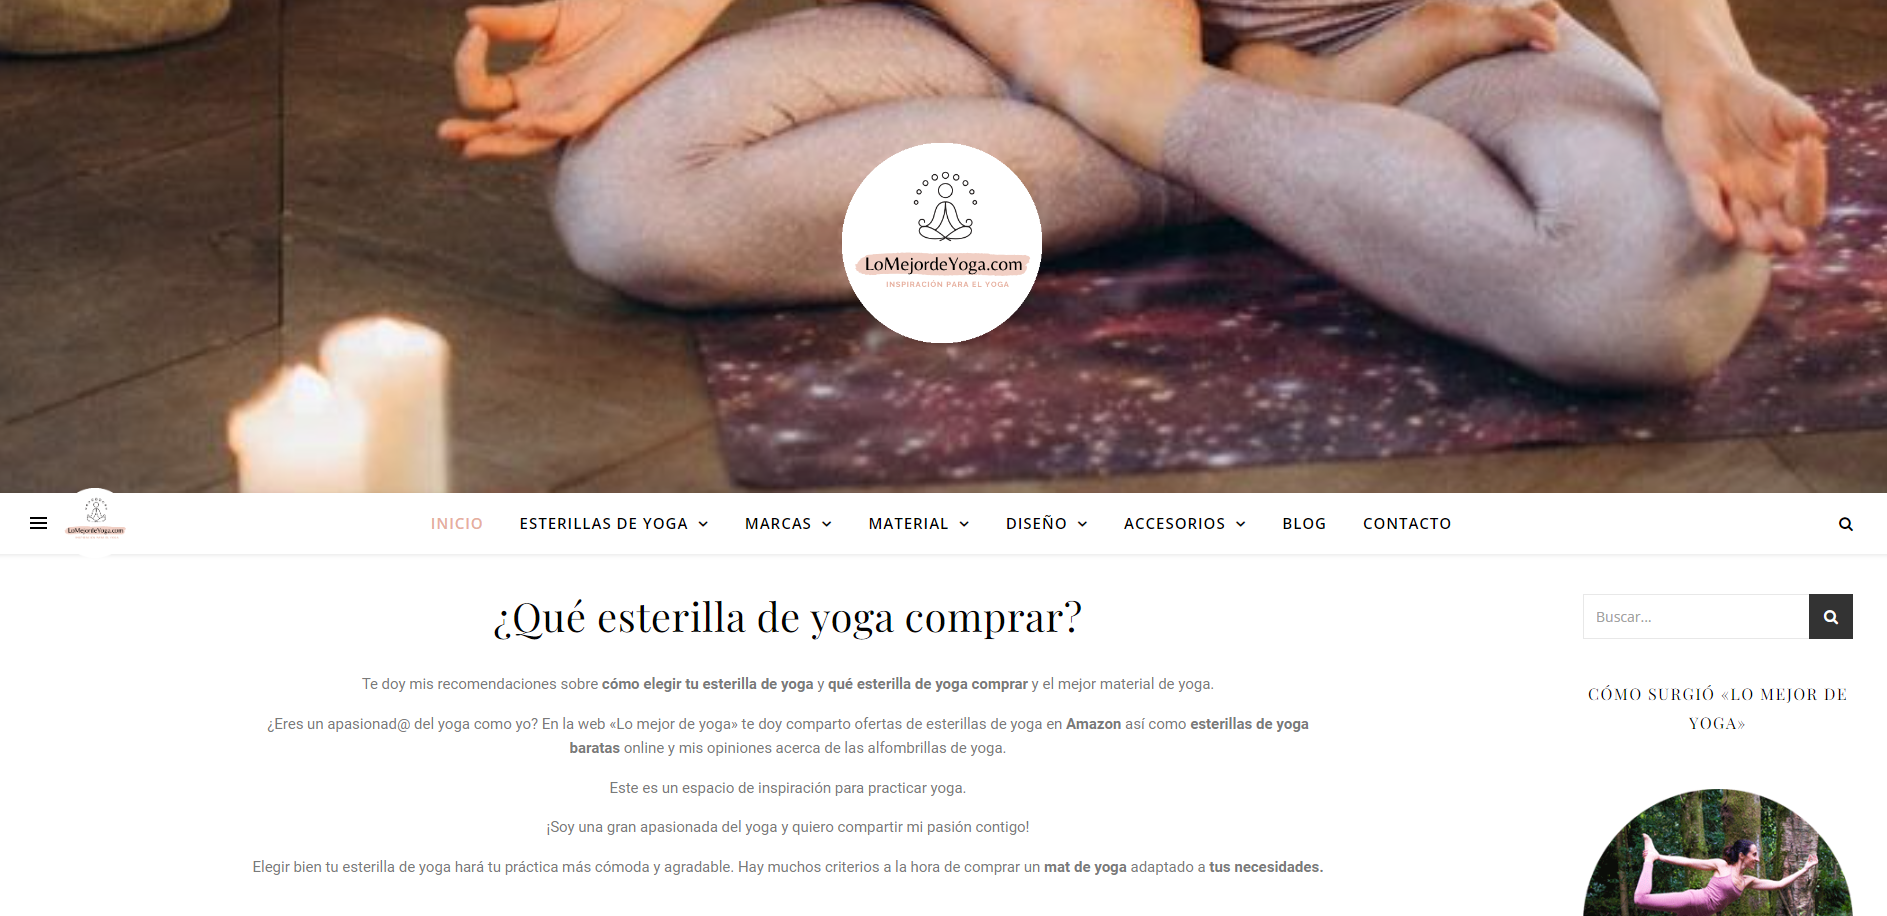 LoMejordeYoga.com
INSPIRACIÓN PARA EL YOGA
LoMejordeYoga.com
INICIO ESTERILLAS DE YOGA MARCAS MATERIAL DISEÑO ACCESORIOS BLOG CONTACTO
¿Qué esterilla de yoga comprar?
Te doy mis recomendaciones sobre cómo elegir tu esterilla de yoga y qué esterilla de yoga comprar y el mejor material de yoga.
¿Eres un apasionad@ del yoga como yo? En la web «Lo mejor de yoga» te doy comparto ofertas de esterillas de yoga en Amazon así como esterillas de yoga
baratas online y mis opiniones acerca de las alfombrillas de yoga.
Este es un espacio de inspiración para practicar yoga.
¡Soy una gran apasionada del yoga y quiero compartir mi pasión contigo!
Elegir bien tu esterilla de yoga hará tu práctica más cómoda y agradable. Hay muchos criterios a la hora de comprar un mat de yoga adaptado a tus necesidades.
Buscar...
CÓMO SURGIÓ «LO MEJOR DE
YOGA»